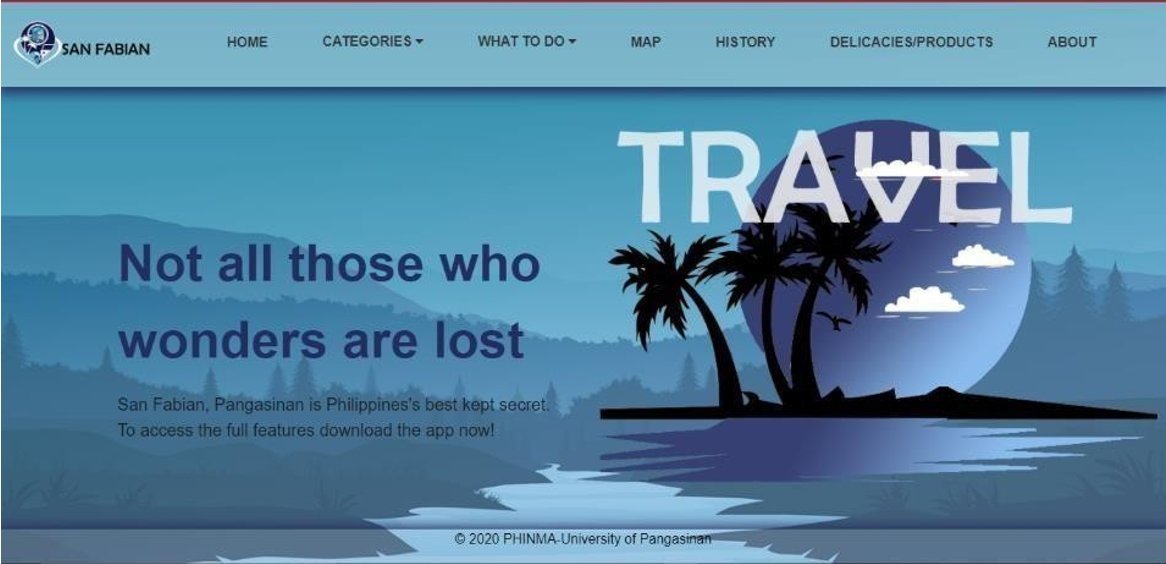 SAN FABIAN
HOME
CATEGORIES
WHAT TO DO
MAP
HISTORY
DELICACIES/PRODUCTS
ABOUT
TRAVEL
Not all those who
wonders are lost
San Fabian, Pangasinan is Philippines's best kept secret.
To access the full features download the app now!
© 2020 PHINMA-University of Pangasinan